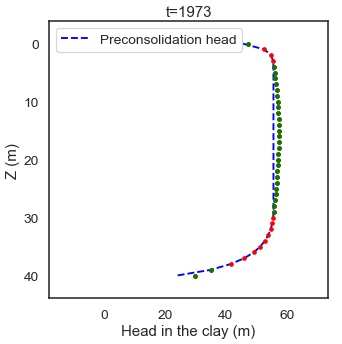 t=1973
Preconsolidation head
0
10
20
30
40
Z (m)
0 20 40 60
Head in the clay (m)